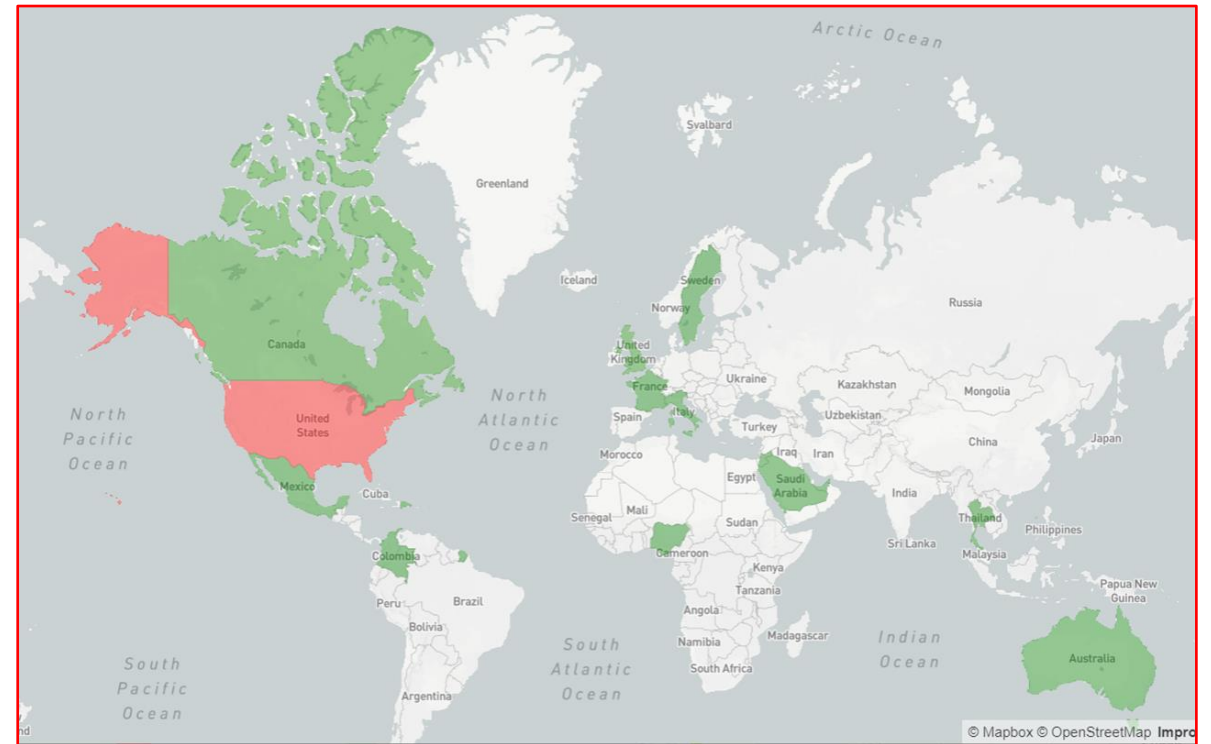 Arctic Ocean
Svalbard
Greenland
Iceland
Sweden
Norway
Russia
Canada
United
Kingdom
France
Italy
Spain
Ukraine
Turkey
Kazakhstan
Uzbekistan
Mongolia
China
Japan
North
Pacific
Ocean
United
States
North
Atlantic
Ocean
Mexico
Cuba
Morocco
Egypt
Iraq
Iran
Saudi
Arabia
India
Senegal
Mali
Sudan
Thailand
Philippines
Sri Lanka
Malaysia
Colombia
Cameroon
Kenya
Tanzania
Papua New
Guinea
Peru
Brazil
Bolivia
Angola
Namibia
Madagascar
South Africa
Argentina
South
Pacific
Ocean
South
Atlantic
Ocean
Indian
Ocean
Australia
nd
© Mapbox © OpenStreetMap Impro